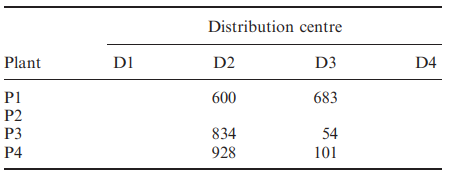 Distribution centre
Plant D1 D2 D3 D4
P1 600 683
P2
P3 834 54
P4 928 101